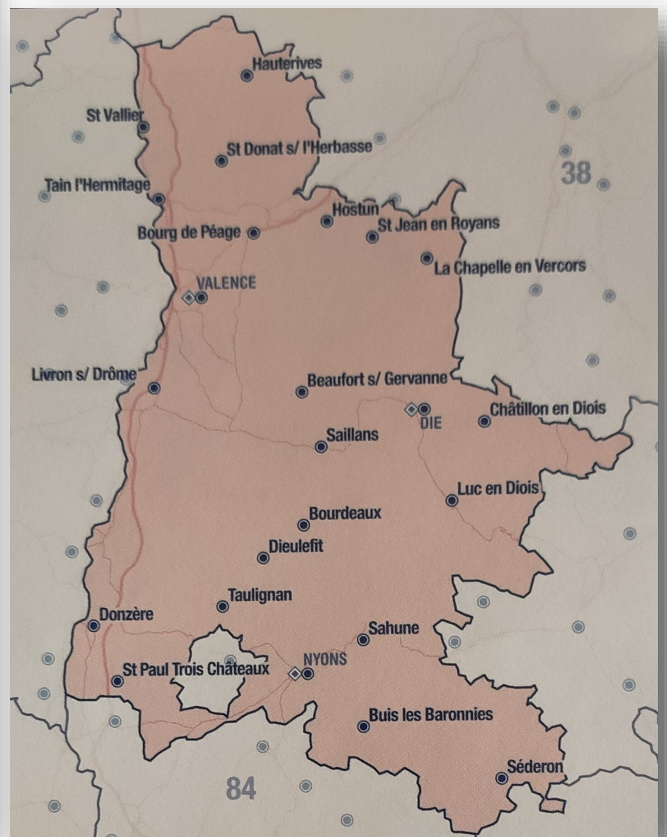 Hauterives
St Vallier
St Donat s/ l'Herbasse
38
Tain l'Hermitage
Hostun
St Jean en Royans
Bourg de Péage
La Chapelle en Vercors
VALENCE
Livron s/ Drôme
Beaufort s/ Gervanne
Châtillon en Diois
DIE
Saillans
Luc en Diois
Bourdeaux
Dieulefit
Taulignan
Donzère
Sahune
NYONS
St Paul Trois Châteaux
Buis les Baronnies
Séderon
84